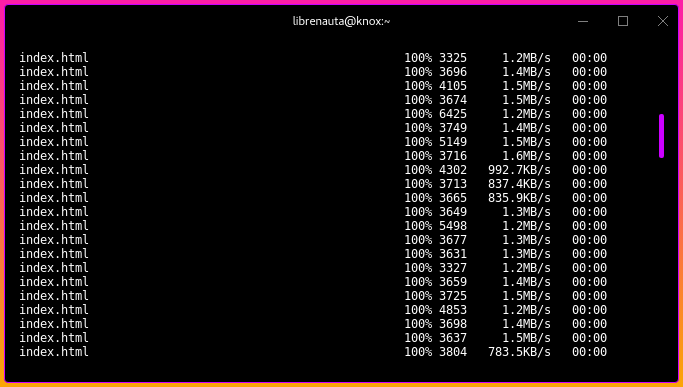 librenauta@knox:~
index.html 100% 3325 1.2MB/s 00:00
index.html 100% 3696 1.4MB/s 00:00
index.html 100% 4105 1.5MB/s 00:00
index.html 100% 3674 1.5MB/s 00:00
index.html 100% 6425 1.2MB/s 00:00
index.html 100% 3749 1.4MB/s 00:00
index.html 100% 5149 1.5MB/s 00:00
index.html 100% 3716 1.6MB/s 00:00
index.html 100% 4302 992.7KB/s 00:00
index.html 100% 3713 837.4KB/s 00:00
index.html 100% 3665 835.9KB/s 00:00
index.html 100% 3649 1.3MB/s 00:00
index.html 100% 5498 1.2MB/s 00:00
index.html 100% 3677 1.3MB/s 00:00
index.html 100% 3631 1.3MB/s 00:00
index.html 100% 3327 1.2MB/s 00:00
index.html 100% 3659 1.4MB/s 00:00
index.html 100% 3725 1.5MB/s 00:00
index.html 100% 4853 1.2MB/s 00:00
index.html 100% 3698 1.4MB/s 00:00
index.html 100% 3637 1.5MB/s 00:00
index.html 100% 3804 783.5KB/s 00:00